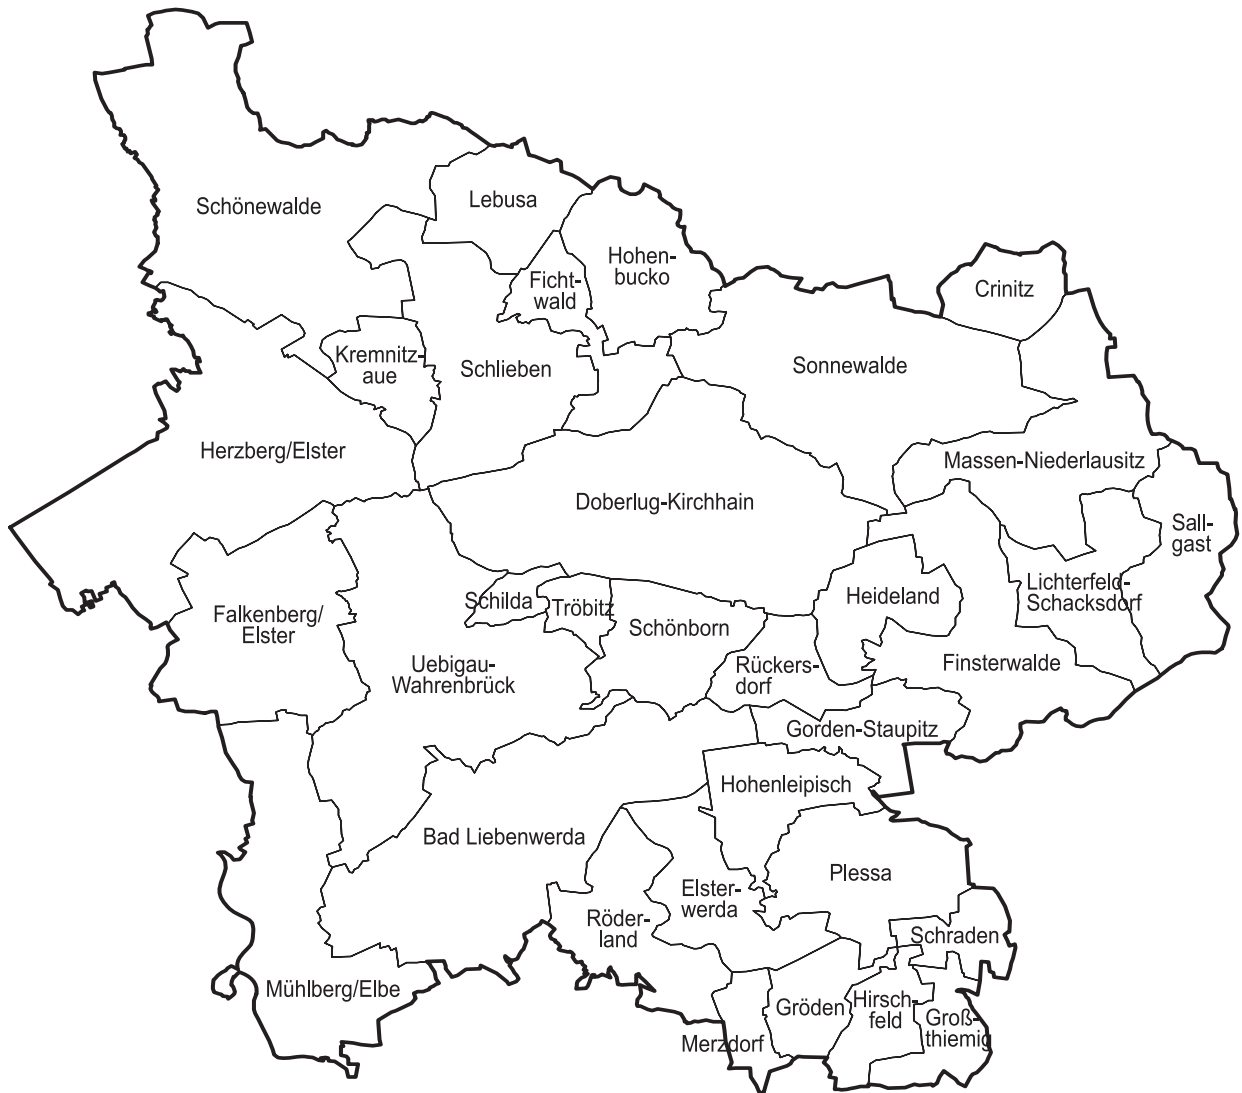 Schönewalde
Lebusa
Hohen-
bucko
Ficht-
wald
Crinitz
Kremnitz-
aue
Schlieben
Sonnewalde
Herzberg/Elster
Massen-Niederlausitz
Doberlug-Kirchhain
Sall-
gast
Falkenberg/
Elster
Schilda
Tröbitz
Schönborn
Heideland
Lichterfeld-
Schacksdorf
Uebigau-
Wahrenbrück
Rückers-
dorf
Finsterwalde
Gorden-Staupitz
Hohenleipisch
Bad Liebenwerda
Plessa
Elster-
werda
Röder-
land
Schraden
Mühlberg/Elbe
Merzdorf
Gröden
Hirsch-
feld
Groß-
thiemig